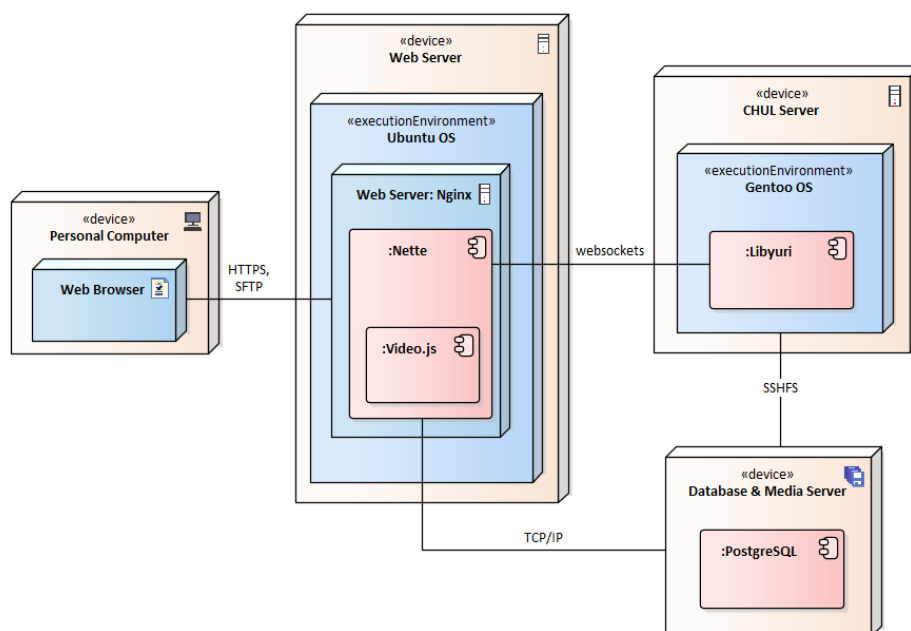 «device»
Web Server
«executionEnvironment»
Ubuntu OS
Web Server: Nginx
:Nette
:Video.js
«device»
Personal Computer
Web Browser
HTTPS,
SFTP
websockets
«device»
CHUL Server
«executionEnvironment»
Gentoo OS
:Libyuri
SSHFS
TCP/IP
«device»
Database & Media Server
:PostgreSQL